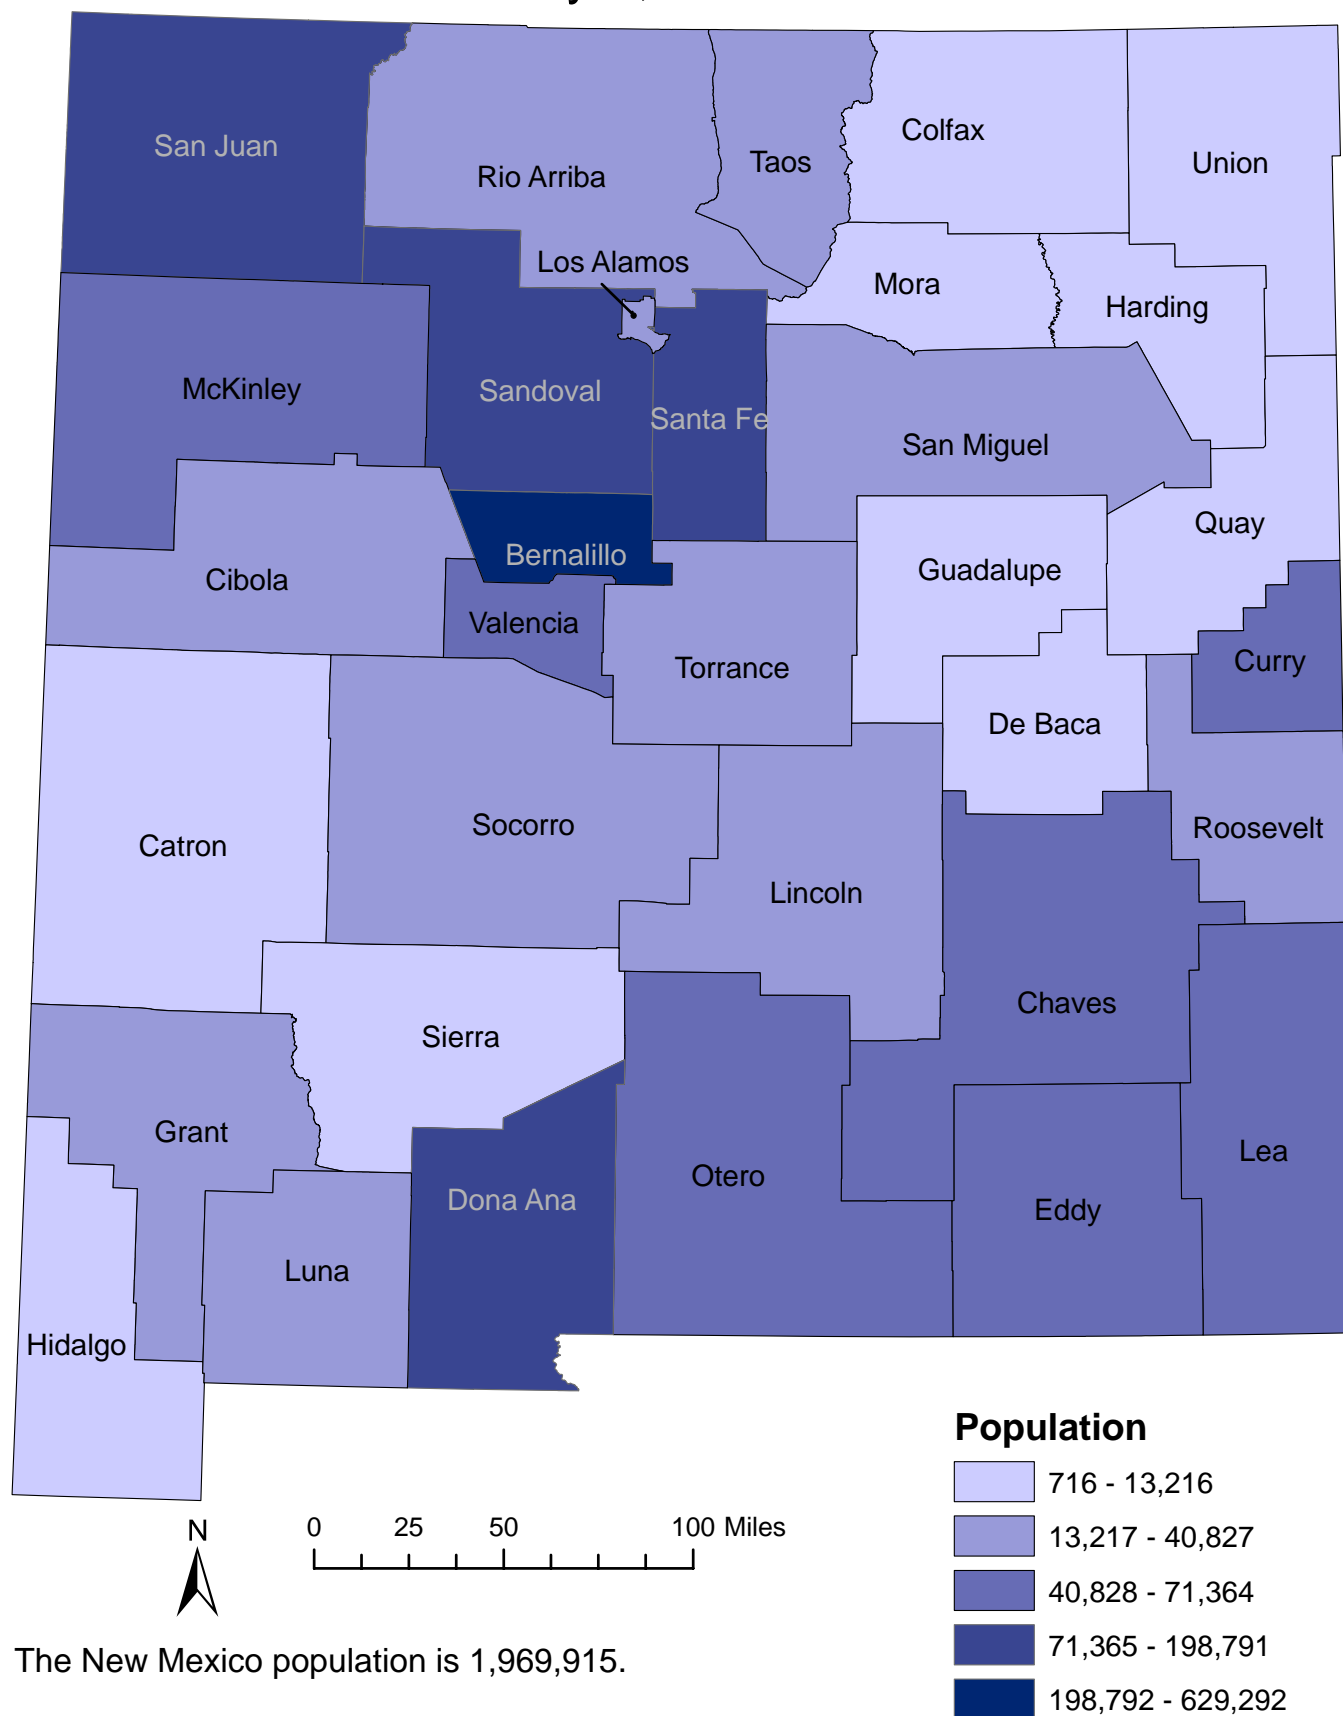 San Juan
Rio Arriba
Taos
Colfax
Union
Los Alamos
Mora
Harding
McKinley
Sandoval
Santa Fe
San Miguel
Quay
Bernalillo
Guadalupe
Cibola
Valencia
Torrance
Curry
De Baca
Catron
Socorro
Roosevelt
Lincoln
Chaves
Sierra
Grant
Otero
Lea
Dona Ana
Eddy
Luna
Hidalgo
Population
716 - 13,216
13,217 - 40,827
40,828 - 71,364
71,365 - 198,791
198,792 - 629,292
N
0 25 50 100 Miles
The New Mexico population is 1,969,915.